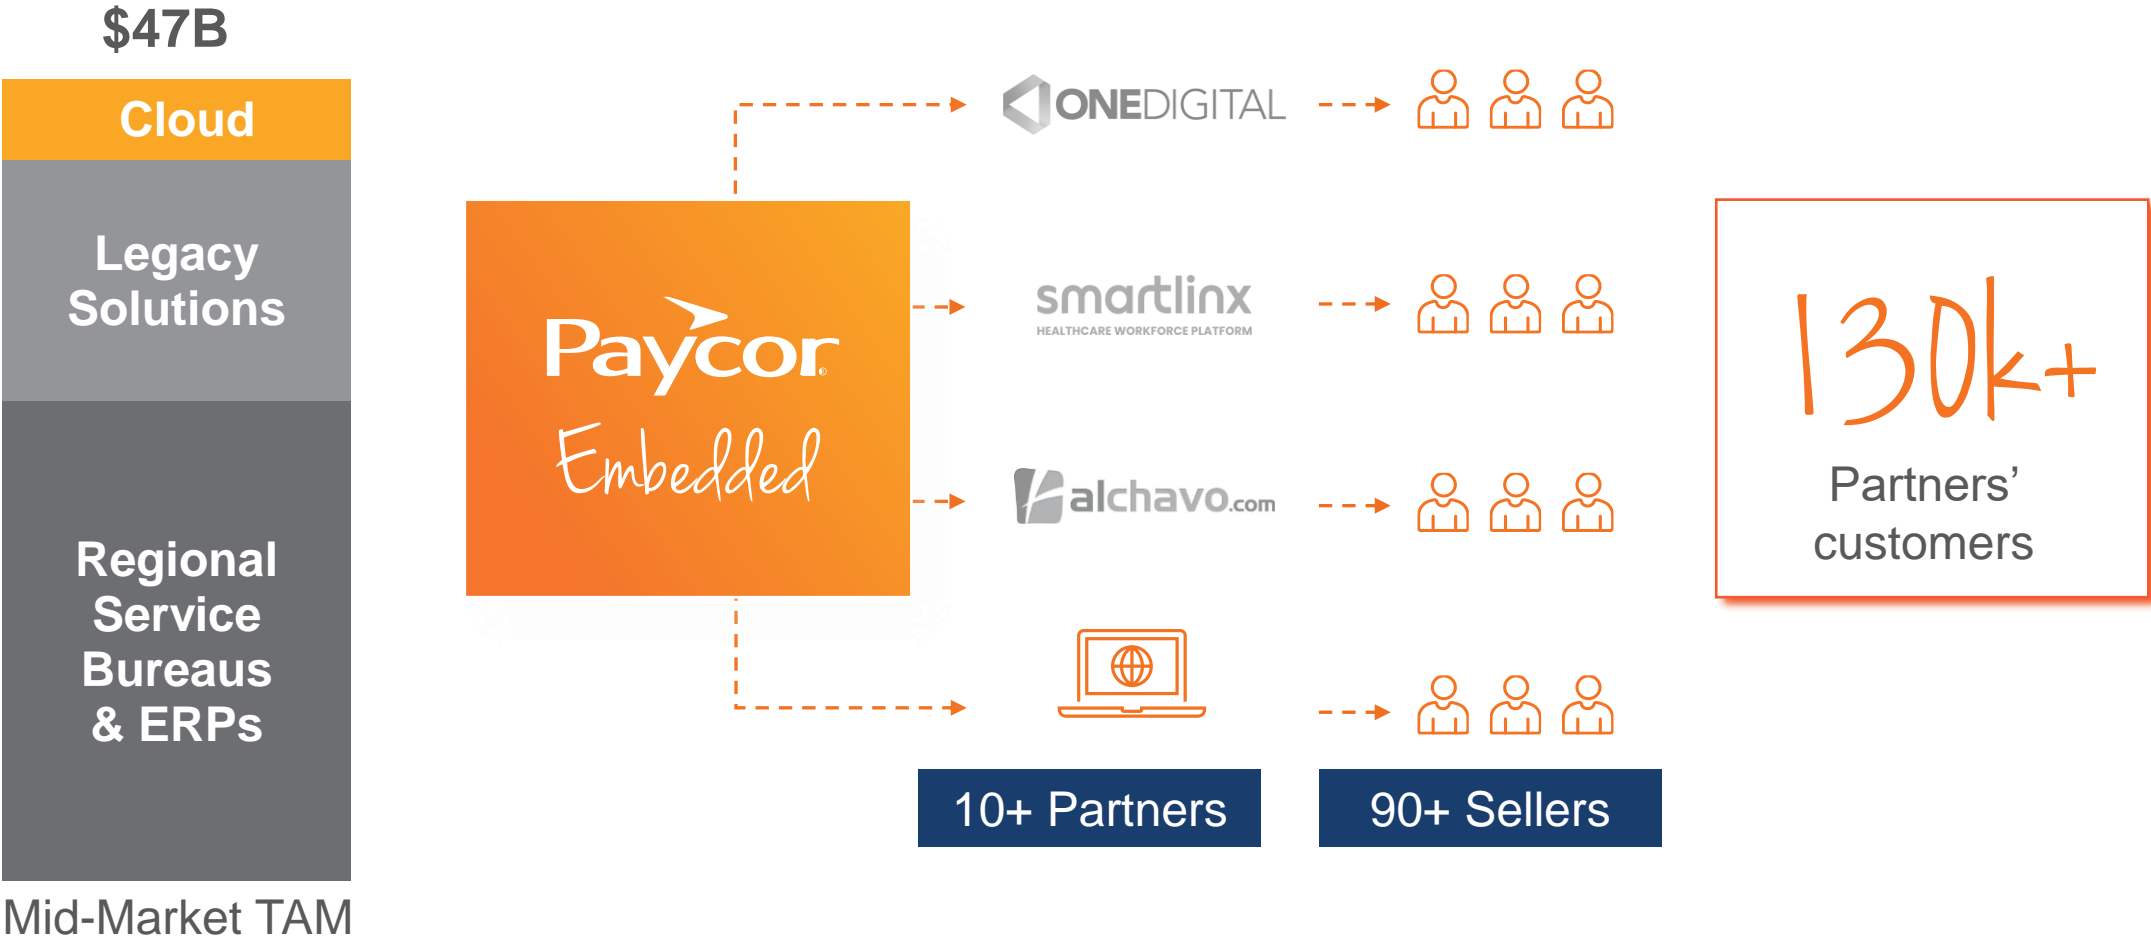 $47B
Cloud
Legacy
Solutions
Regional
Service
Bureaus
& ERPs
Mid-Market TAM
Paycor®
Embedded
ONEDIGITAL
smartlinx
HEALTHCARE WORKFORCE PLATFORM
alchavo.com
10+ Partners
90+ Sellers
130k+
Partners’
customers